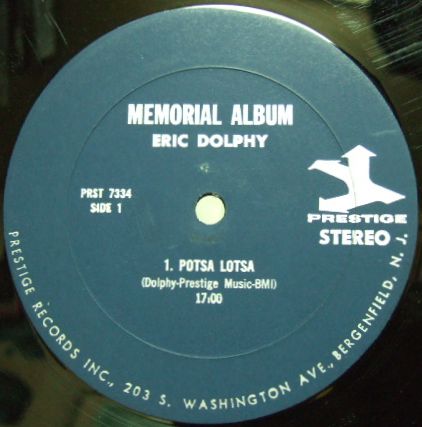 MEMORIAL ALBUM
ERIC DOLPHY
PRST 7334
SIDE 1
PRESTIGE
STEREO
1. POTSA LOTSA
(Dolphy-Prestige Music-BMI)
17:00
PRESTIGE RECORDS INC., 203 S. WASHINGTON AVE., BERGENFIELD, N. J.